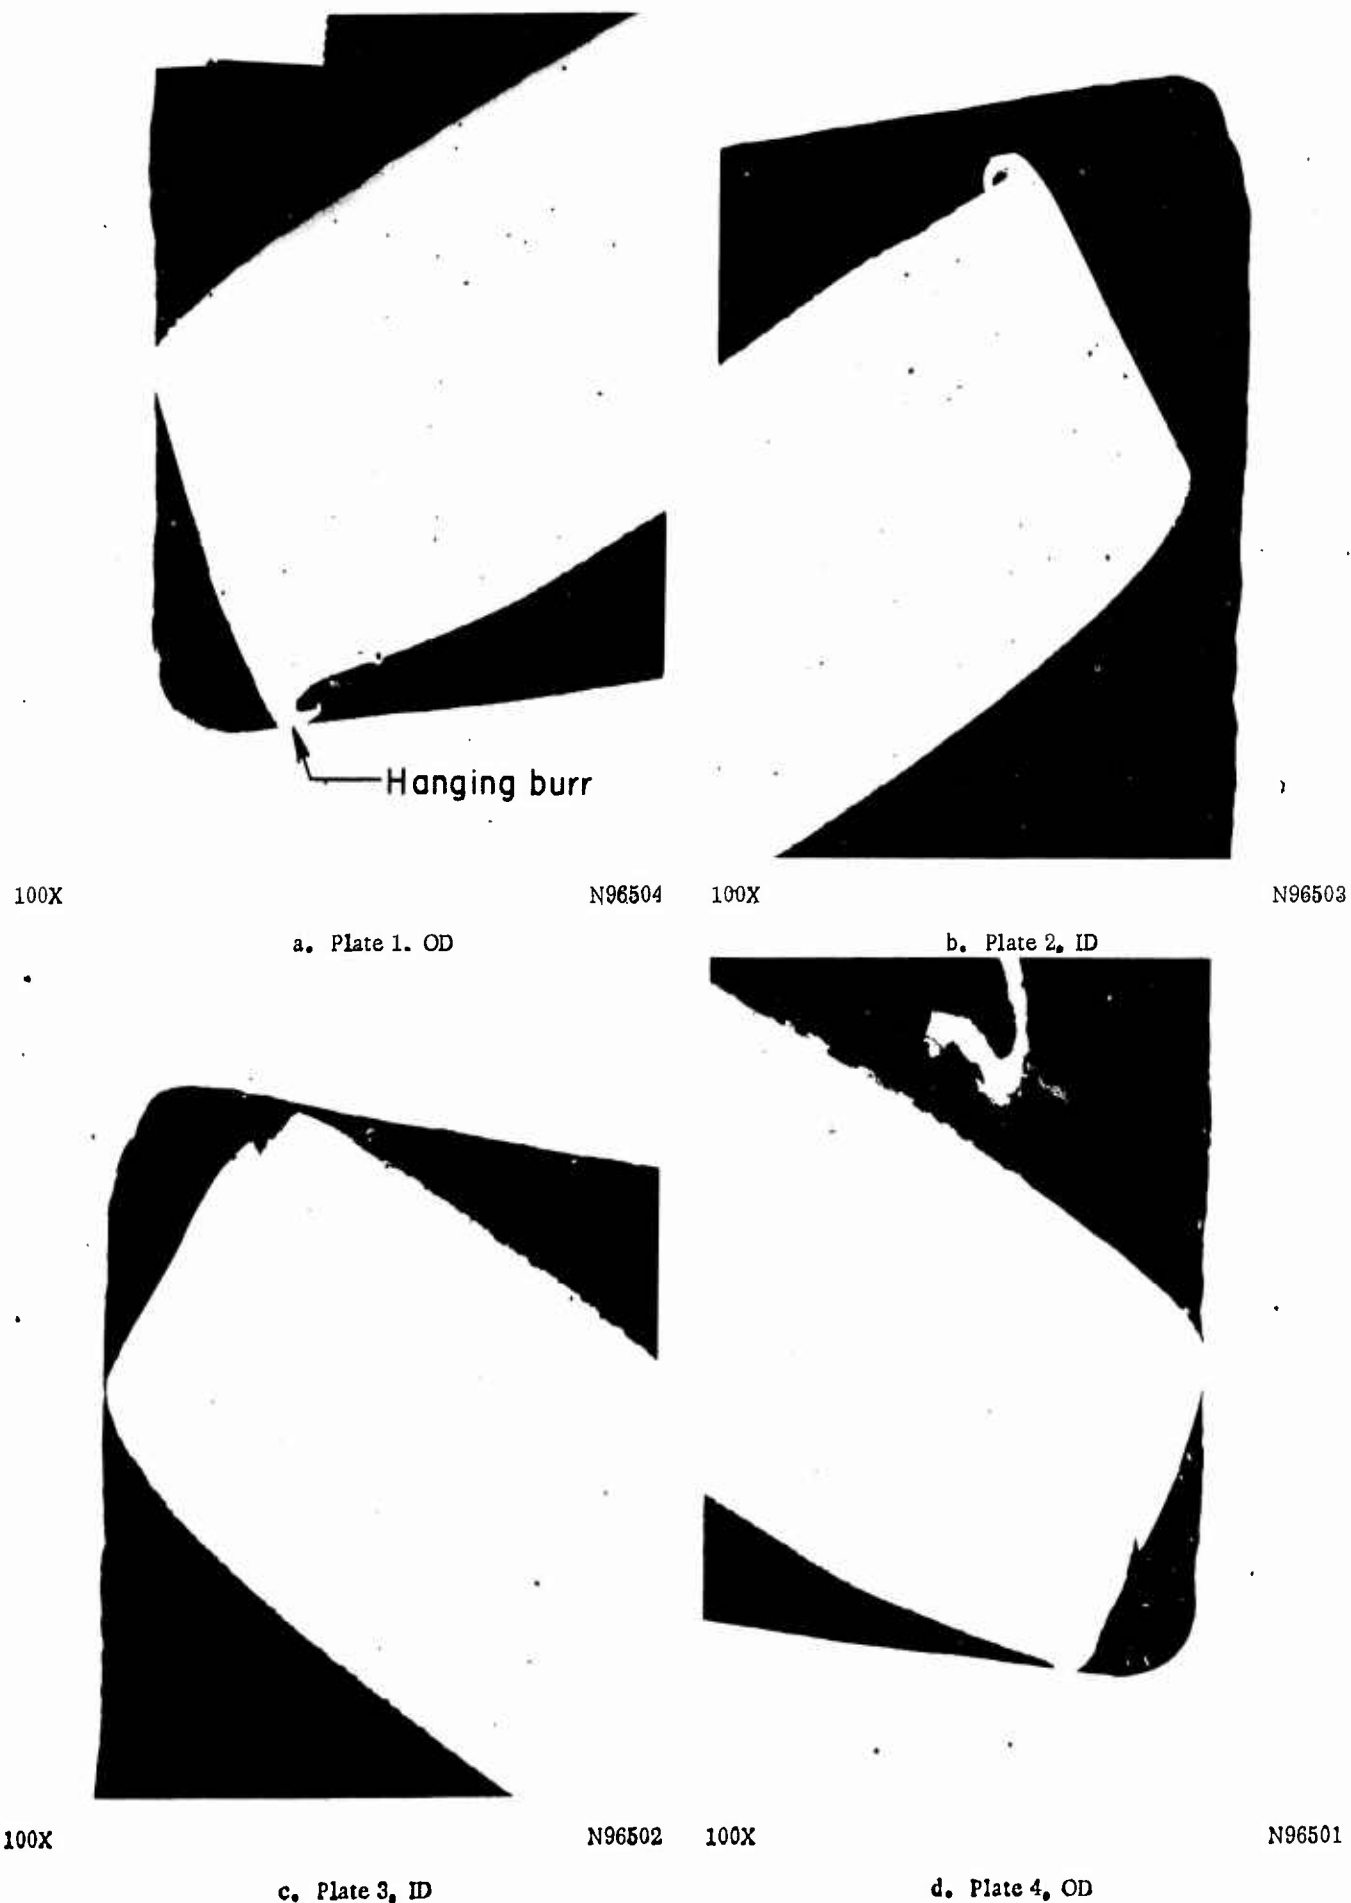 Hanging burr
100X N96504
100X N96503
a. Plate 1. OD
b. Plate 2, ID
100X N96502
100X N96501
c. Plate 3, ID
d. Plate 4, OD